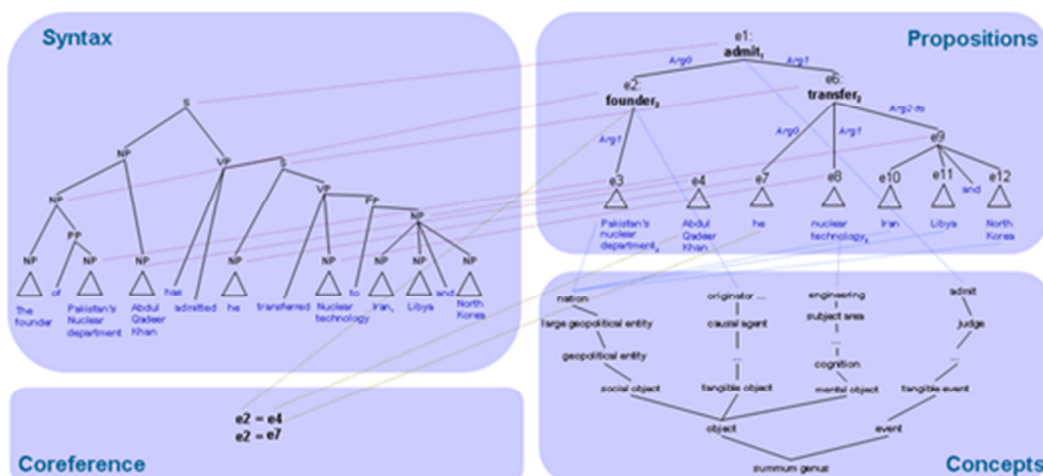 Syntax
S
NP
VP
S
NP
VP
PP
PP
NP
NP
NP
NP
NP
NP
NP
NP
NP
The founder
of
Pakistan's Nuclear department
Abdul Qadeer Khan
has
admitted
he
transferred
Nuclear technology
to
Iran,
Libya
and
North Korea
Propositions
e1:
admit₁
Arg0
Arg1
e2:
founder₂
e6:
transfer₂
Arg2-to
Arg1
Arg0
Arg1
e9
e3
e4
e7
e8
e10
e11
and
e12
Pakistan's nuclear department
Abdul Qadeer Khan
he
nuclear technology
Iran
Libya
North Korea
Coreference
e2 = e4
e2 = e7
nation
originator ...
engineering
admit
large geopolitical entity
causal agent
subject area
judge
geopolitical entity
...
...
...
cognition
social object
tangible object
mental object
tangible event
object
event
summum genus
Concepts